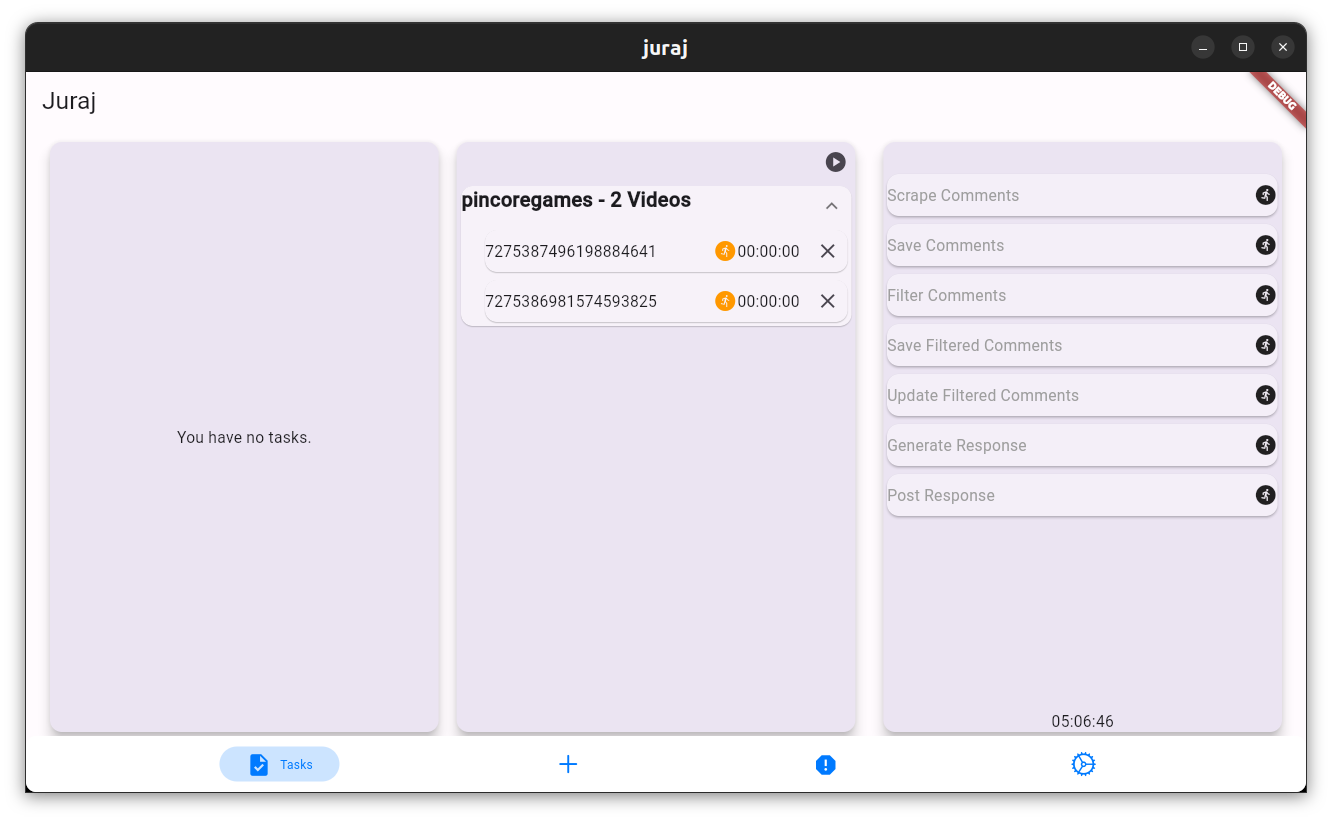 juraj
Juraj
DEBUG
You have no tasks.
pincoregames - 2 Videos
7275387496198884641 00:00:00
7275386981574593825 00:00:00
Scrape Comments
Save Comments
Filter Comments
Save Filtered Comments
Update Filtered Comments
Generate Response
Post Response
05:06:46
Tasks